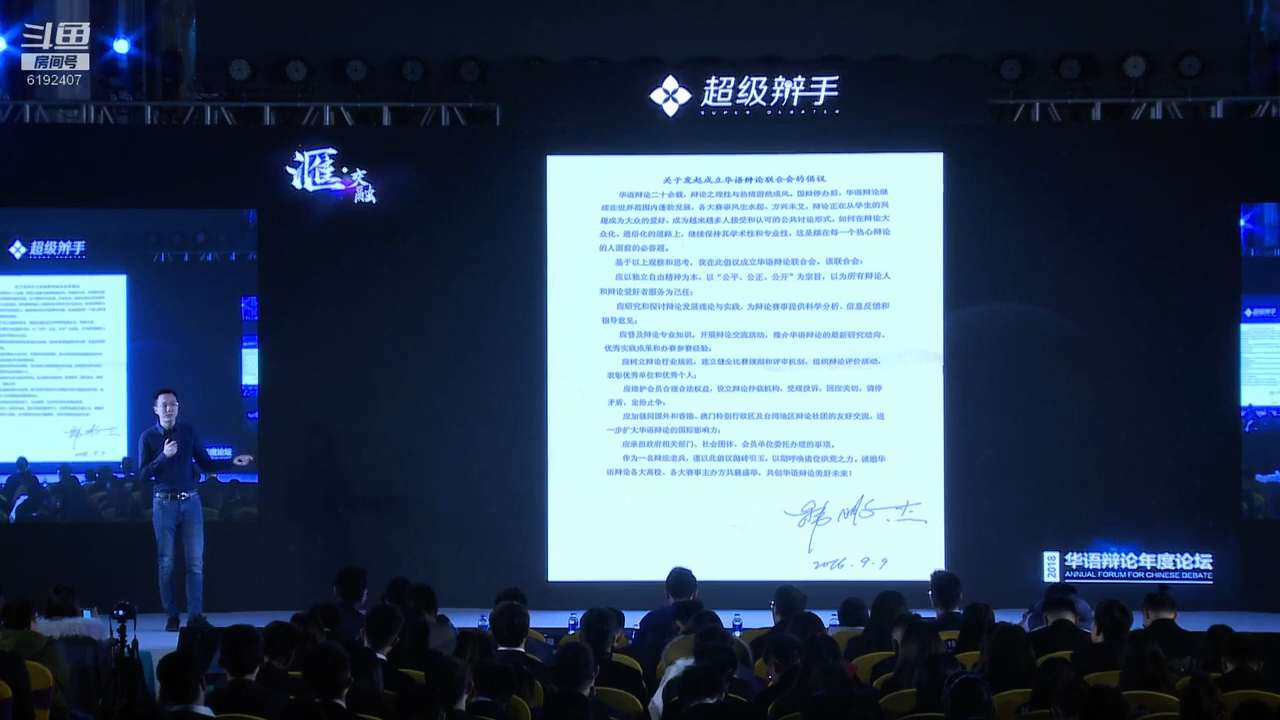 斗鱼
房间号
6192407
超级辩手
SUPER DEBATER
滙·交融
关于发起成立华语辩论联合会的倡议
华语辩论二十余载，辩论之理性与热情蔚然成风。国辩停办后，华语辩论继
续在世界范围内蓬勃发展，各大赛事风生水起、方兴未艾，辩论正在从学生的兴
趣成为大众的爱好，成为越来越多人接受和认可的公共讨论形式。如何在辩论大
众化、通俗化的道路上，继续保持其学术性和专业性，这是摆在每一个热心辩论
的人面前的必答题。
基于以上观察和思考，我在此倡议成立华语辩论联合会。该联合会：
应以独立自由精神为本，以“公平、公正、公开”为宗旨，以为所有辩论人
和辩论爱好者服务为己任；
应研究和探讨辩论发展理论与实践，为辩论赛事提供科学分析、信息反馈和
指导意见；
应普及辩论专业知识，开展辩论交流活动，推介华语辩论的最新研究动向、
优秀实践成果和办赛参赛经验；
应树立辩论行业规范，建立健全比赛规则和评审机制，组织辩论评价活动，
表彰优秀单位和优秀个人；
应维护会员合理合法权益，设立辩论仲裁机构，受理投诉，回应关切，调停
矛盾，定纷止争；
应加强同国外和香港、澳门特别行政区及台湾地区辩论社团的友好交流，进
一步扩大华语辩论的国际影响力；
应承担政府相关部门、社会团体、会员单位委托办理的事项。
作为一名辩坛老兵，谨以此倡议抛砖引玉，以期呼唤诸位洪荒之力。诚邀华
语辩论各大高校、各大赛事主办方共襄盛举，共创华语辩论美好未来！
2016.9.9
2018
华语辩论年度论坛
ANNUAL FORUM FOR CHINESE DEBATE
超级辩手
超级辩手